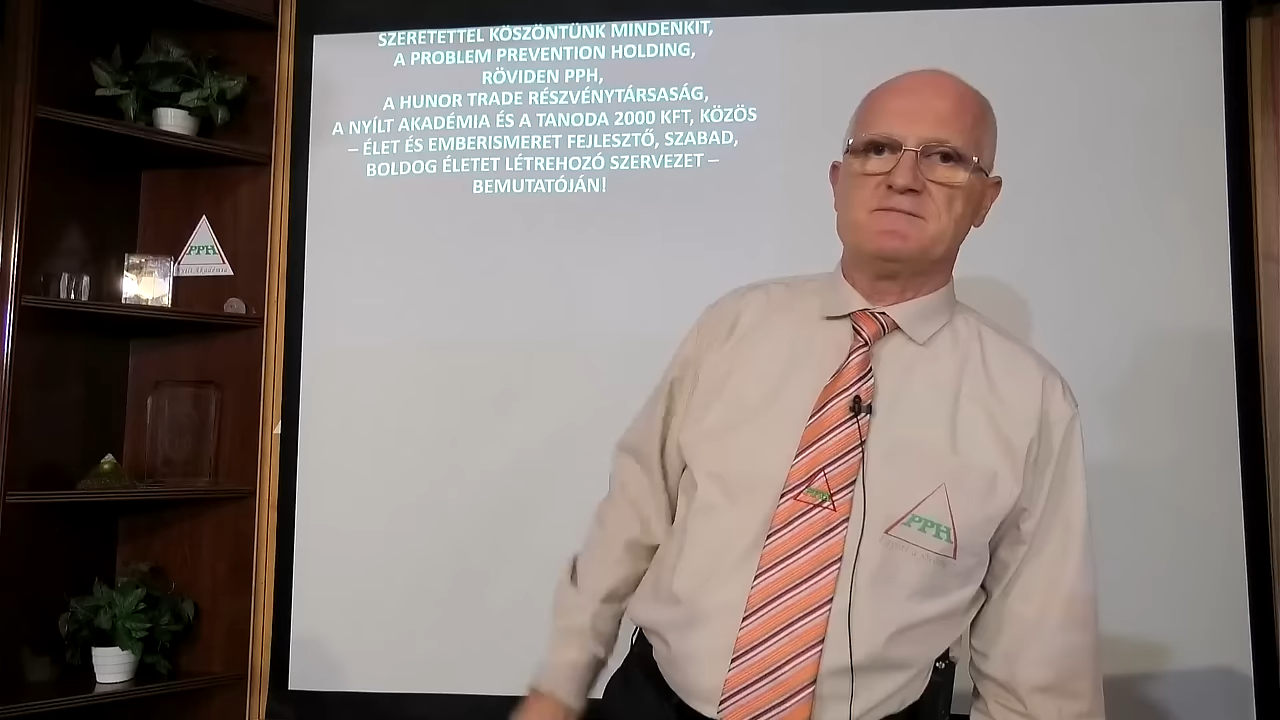 SZERETETTEL KÖSZÖNTÜNK MINDENKIT,
A PROBLEM PREVENTION HOLDING,
RÖVIDEN PPH,
A HUNOR TRADE RÉSZVÉNYTÁRSASÁG,
A NYÍLT AKADÉMIA ÉS A TANODA 2000 KFT, KÖZÖS
– ÉLET ÉS EMBERISMERET FEJLESZTŐ, SZABAD,
BOLDOG ÉLETET LÉTREHOZÓ SZERVEZET –
BEMUTATÓJÁN!
PPH
Nyílt Akadémia
PPH
PPH